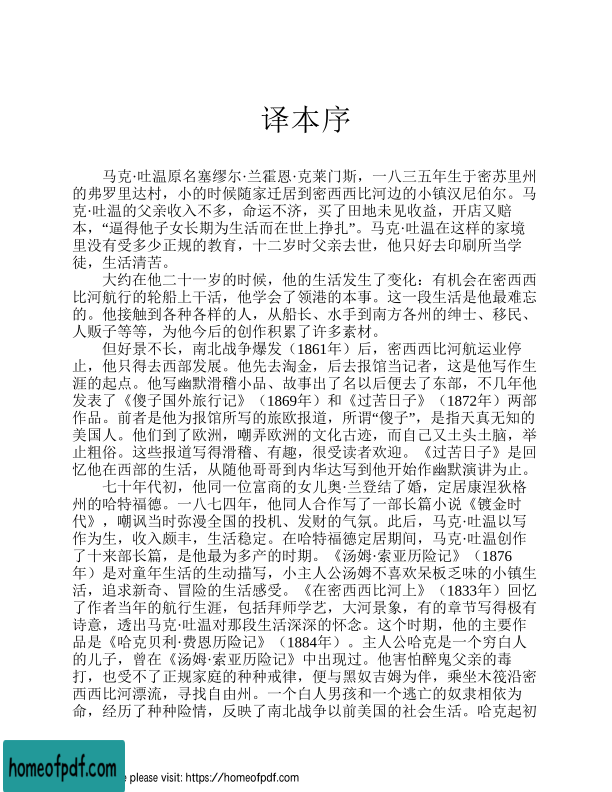 译本序
马克·吐温原名塞缪尔·兰霍恩·克莱门斯，一八三五年生于密苏里州
的弗罗里达村，小的时候随家迁居到密西西比河边的小镇汉尼伯尔。马
克·吐温的父亲收入不多，命运不济，买了田地未见收益，开店又赔
本，“逼得他子女长期为生活而在世上挣扎”。马克·吐温在这样的家境
里没有受多少正规的教育，十二岁时父亲去世，他只好去印刷所当学
徒，生活清苦。
大约在他二十一岁的时候，他的生活发生了变化：有机会在密西西
比河航行的轮船上干活，他学会了领港的本事。这一段生活是他最难忘
的。他接触到各种各样的人，从船长、水手到南方各州的绅士、移民、
人贩子等等，为他今后的创作积累了许多素材。
但好景不长，南北战争爆发（1861年）后，密西西比河航运业停
止，他只得去西部发展。他先去淘金，后去报馆当记者，这是他写作生
涯的起点。他写幽默滑稽小品、故事出了名以后便去了东部，不几年他
发表了《傻子国外旅行记》（1869年）和《过苦日子》（1872年）两部
作品。前者是他为报馆所写的旅欧报道，所谓“傻子”，是指天真无知的
美国人。他们到了欧洲，嘲弄欧洲的文化古迹，而自己又土头土脑，举
止粗俗。这些报道写得滑稽、有趣，很受读者欢迎。《过苦日子》是回
忆他在西部的生活，从随他哥哥到内华达写到他开始作幽默演讲为止。
七十年代初，他同一位富商的女儿奥·兰登结了婚，定居康涅狄格
州的哈特福德。一八七四年，他同人合作写了一部长篇小说《镀金时
代》，嘲讽当时弥漫全国的投机、发财的气氛。此后，马克·吐温以写
作为生，收入颇丰，生活稳定。在哈特福德定居期间，马克·吐温创作
了十来部长篇，是他最为多产的时期。《汤姆·索亚历险记》（1876
年）是对童年生活的生动描写，小主人公汤姆不喜欢呆板乏味的小镇生
活，追求新奇、冒险的生活感受。《在密西西比河上》（1833年）回忆
了作者当年的航行生涯，包括拜师学艺，大河景象，有的章节写得极有
诗意，透出马克·吐温对那段生活深深的怀念。这个时期，他的主要作
品是《哈克贝利·费恩历险记》（1884年）。主人公哈克是一个穷白人
的儿子，曾在《汤姆·索亚历险记》中出现过。他害怕醉鬼父亲的毒
打，也受不了正规家庭的种种戒律，便与黑奴吉姆为伴，乘坐木筏沿密
西西比河漂流，寻找自由州。一个白人男孩和一个逃亡的奴隶相依为
命，经历了种种险情，反映了南北战争以前美国的社会生活。哈克起初
homeofpdf.com
please visit: https://homeofpdf.com